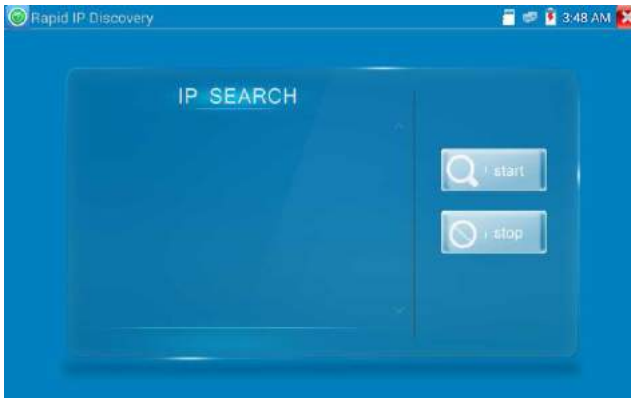 Rapid IP Discovery
3:48 AM
IP SEARCH
start
stop